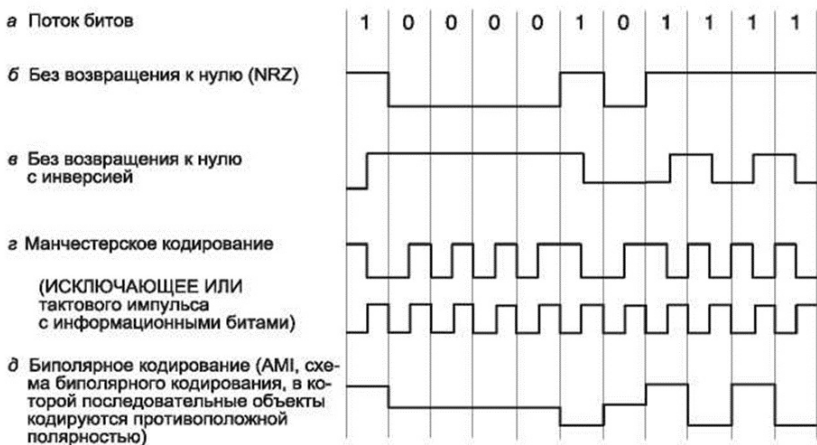 а Поток битов 1 0 0 0 0 1 0 1 1 1 1
б Без возвращения к нулю (NRZ)
в Без возвращения к нулю
с инверсией
г Манчестерское кодирование
(ИСКЛЮЧАЮЩЕЕ ИЛИ
тактового импульса
с информационными битами)
д Биполярное кодирование (AMI, схе-
ма биполярного кодирования, в ко-
торой последовательные объекты
кодируются противоположной
полярностью)